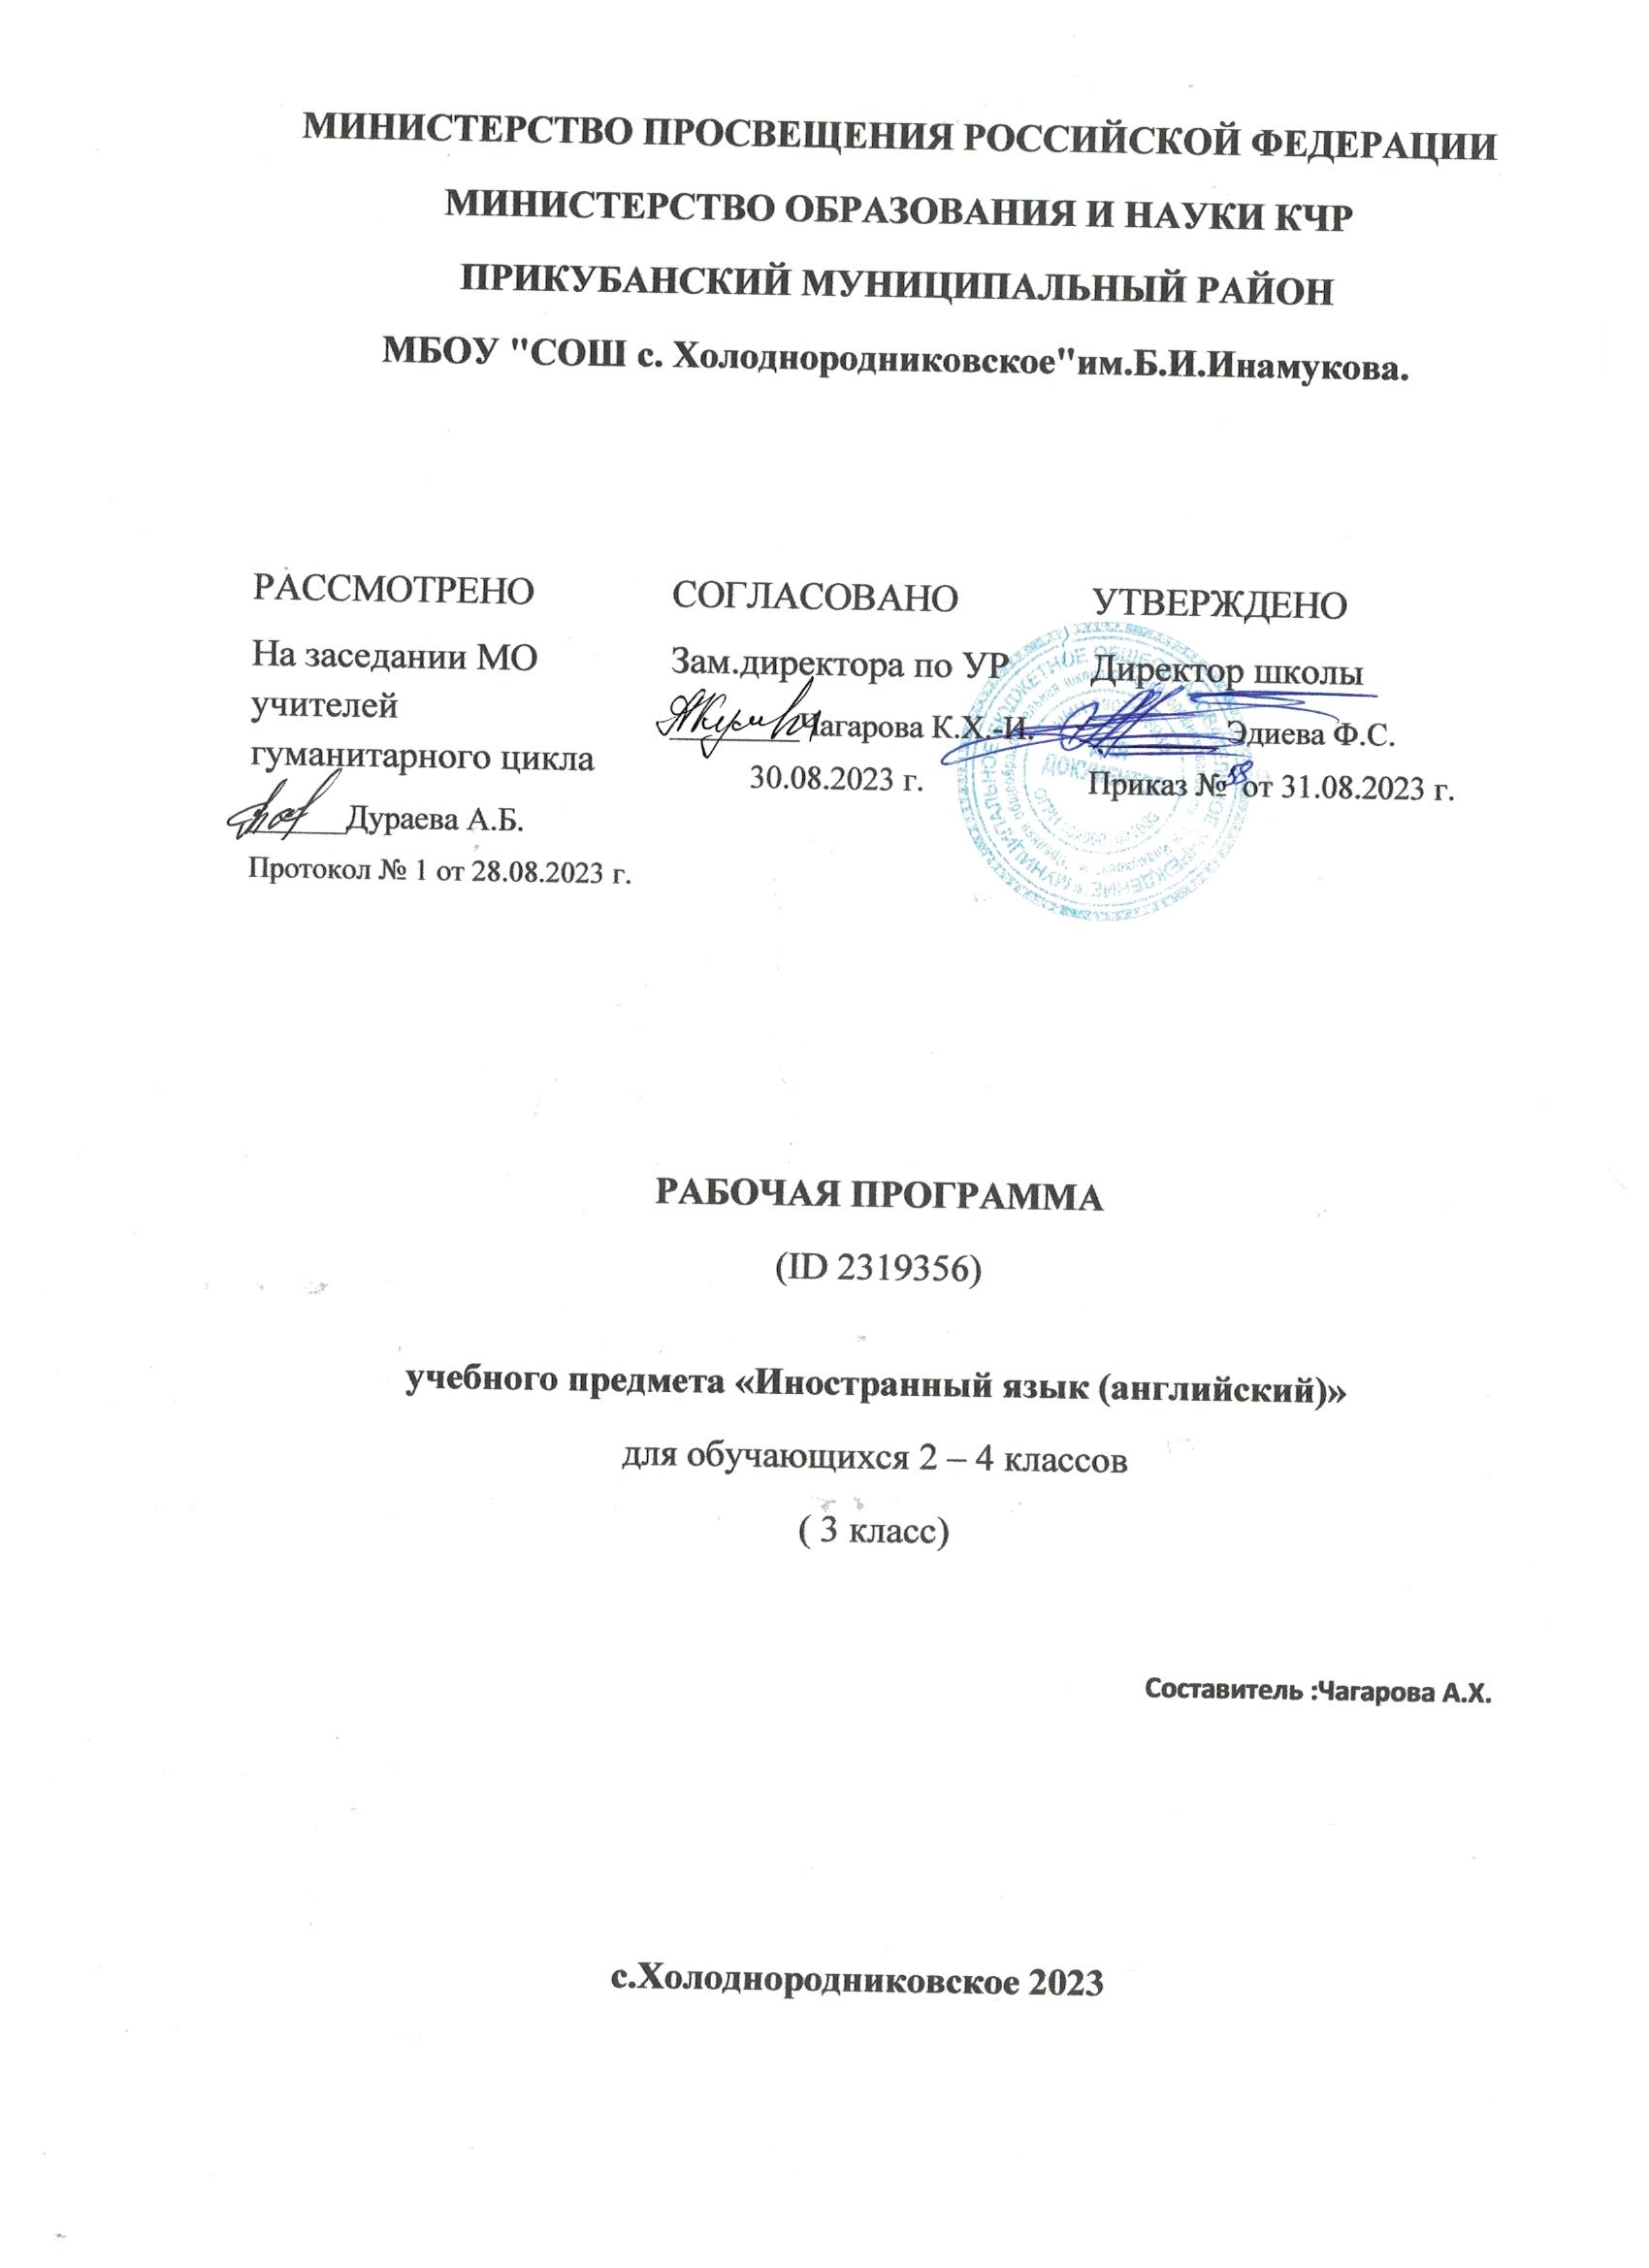 МИНИСТЕРСТВО ПРОСВЕЩЕНИЯ РОССИЙСКОЙ ФЕДЕРАЦИИ
МИНИСТЕРСТВО ОБРАЗОВАНИЯ И НАУКИ КЧР
ПРИКУБАНСКИЙ МУНИЦИПАЛЬНЫЙ РАЙОН
МБОУ "СОШ с. Холоднородниковское"им.Б.И.Инамукова.
РАССМОТРЕНО
На заседании МО
учителей
гуманитарного цикла
Дураева А.Б.
Протокол № 1 от 28.08.2023 г.
СОГЛАСОВАНО
Зам.директора по УР
Чагарова К.Х.-И.
30.08.2023 г.
УТВЕРЖДЕНО
Директор школы
Эдиева Ф.С.
Приказ № 58 от 31.08.2023 г.
РАБОЧАЯ ПРОГРАММА
(ID 2319356)
учебного предмета «Иностранный язык (английский)»
для обучающихся 2 – 4 классов
( 3 класс)
Составитель :Чагарова А.Х.
с.Холоднородниковское 2023